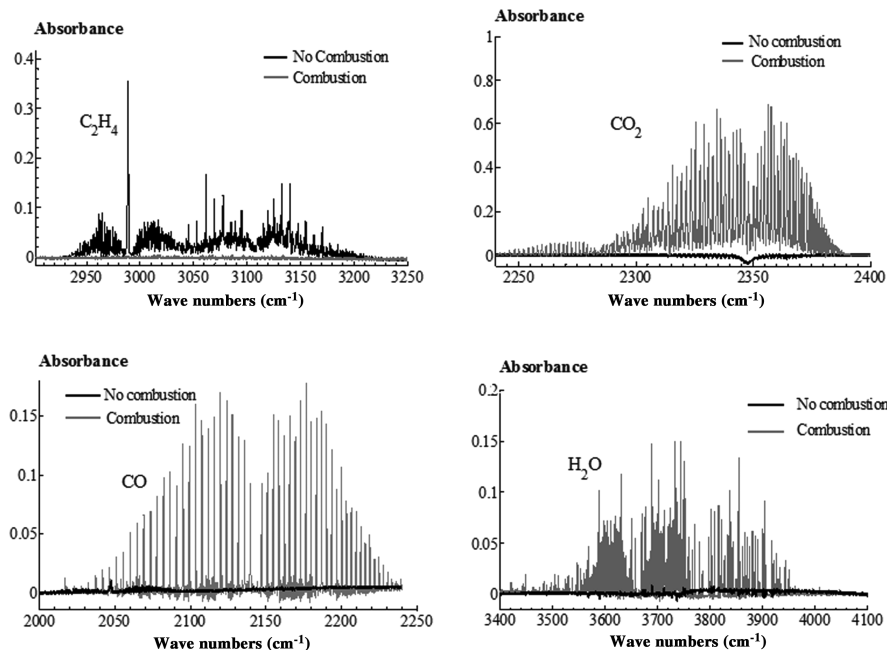 Absorbance
0.4
0.3
0.2
0.1
0
No Combustion
Combustion
C₂H₄
2950 3000 3050 3100 3150 3200 3250
Wave numbers (cm⁻¹)
Absorbance
1
0.8
0.6
0.4
0.2
0
No combustion
Combustion
CO₂
2250 2300 2350 2400
Wave numbers (cm⁻¹)
Absorbance
0.15
0.1
0.05
0
No combustion
Combustion
CO
2000 2050 2100 2150 2200 2250
Wave numbers (cm⁻¹)
Absorbance
0.2
0.15
0.1
0.05
0
No combustion
Combustion
H₂O
3400 3500 3600 3700 3800 3900 4000 4100
Wave numbers (cm⁻¹)